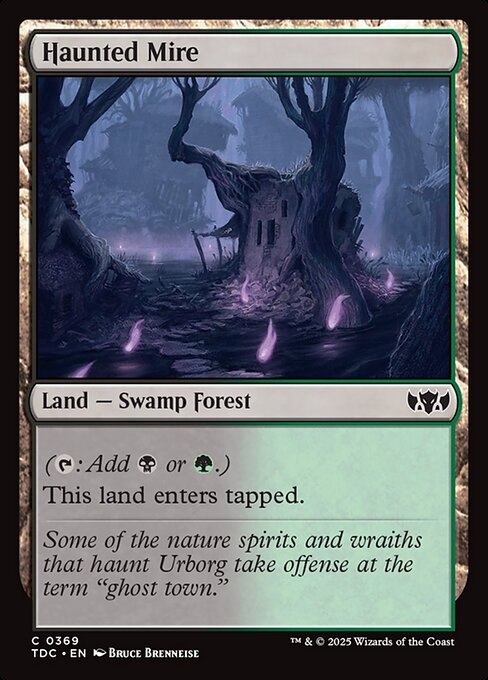 Haunted Mire
Land — Swamp Forest
(: Add or .)
This land enters tapped.
Some of the nature spirits and wraiths
that haunt Urborg take offense at the
term “ghost town.”
C 0369
TDC • EN Bruce Brenneise
™ & © 2025 Wizards of the Coast